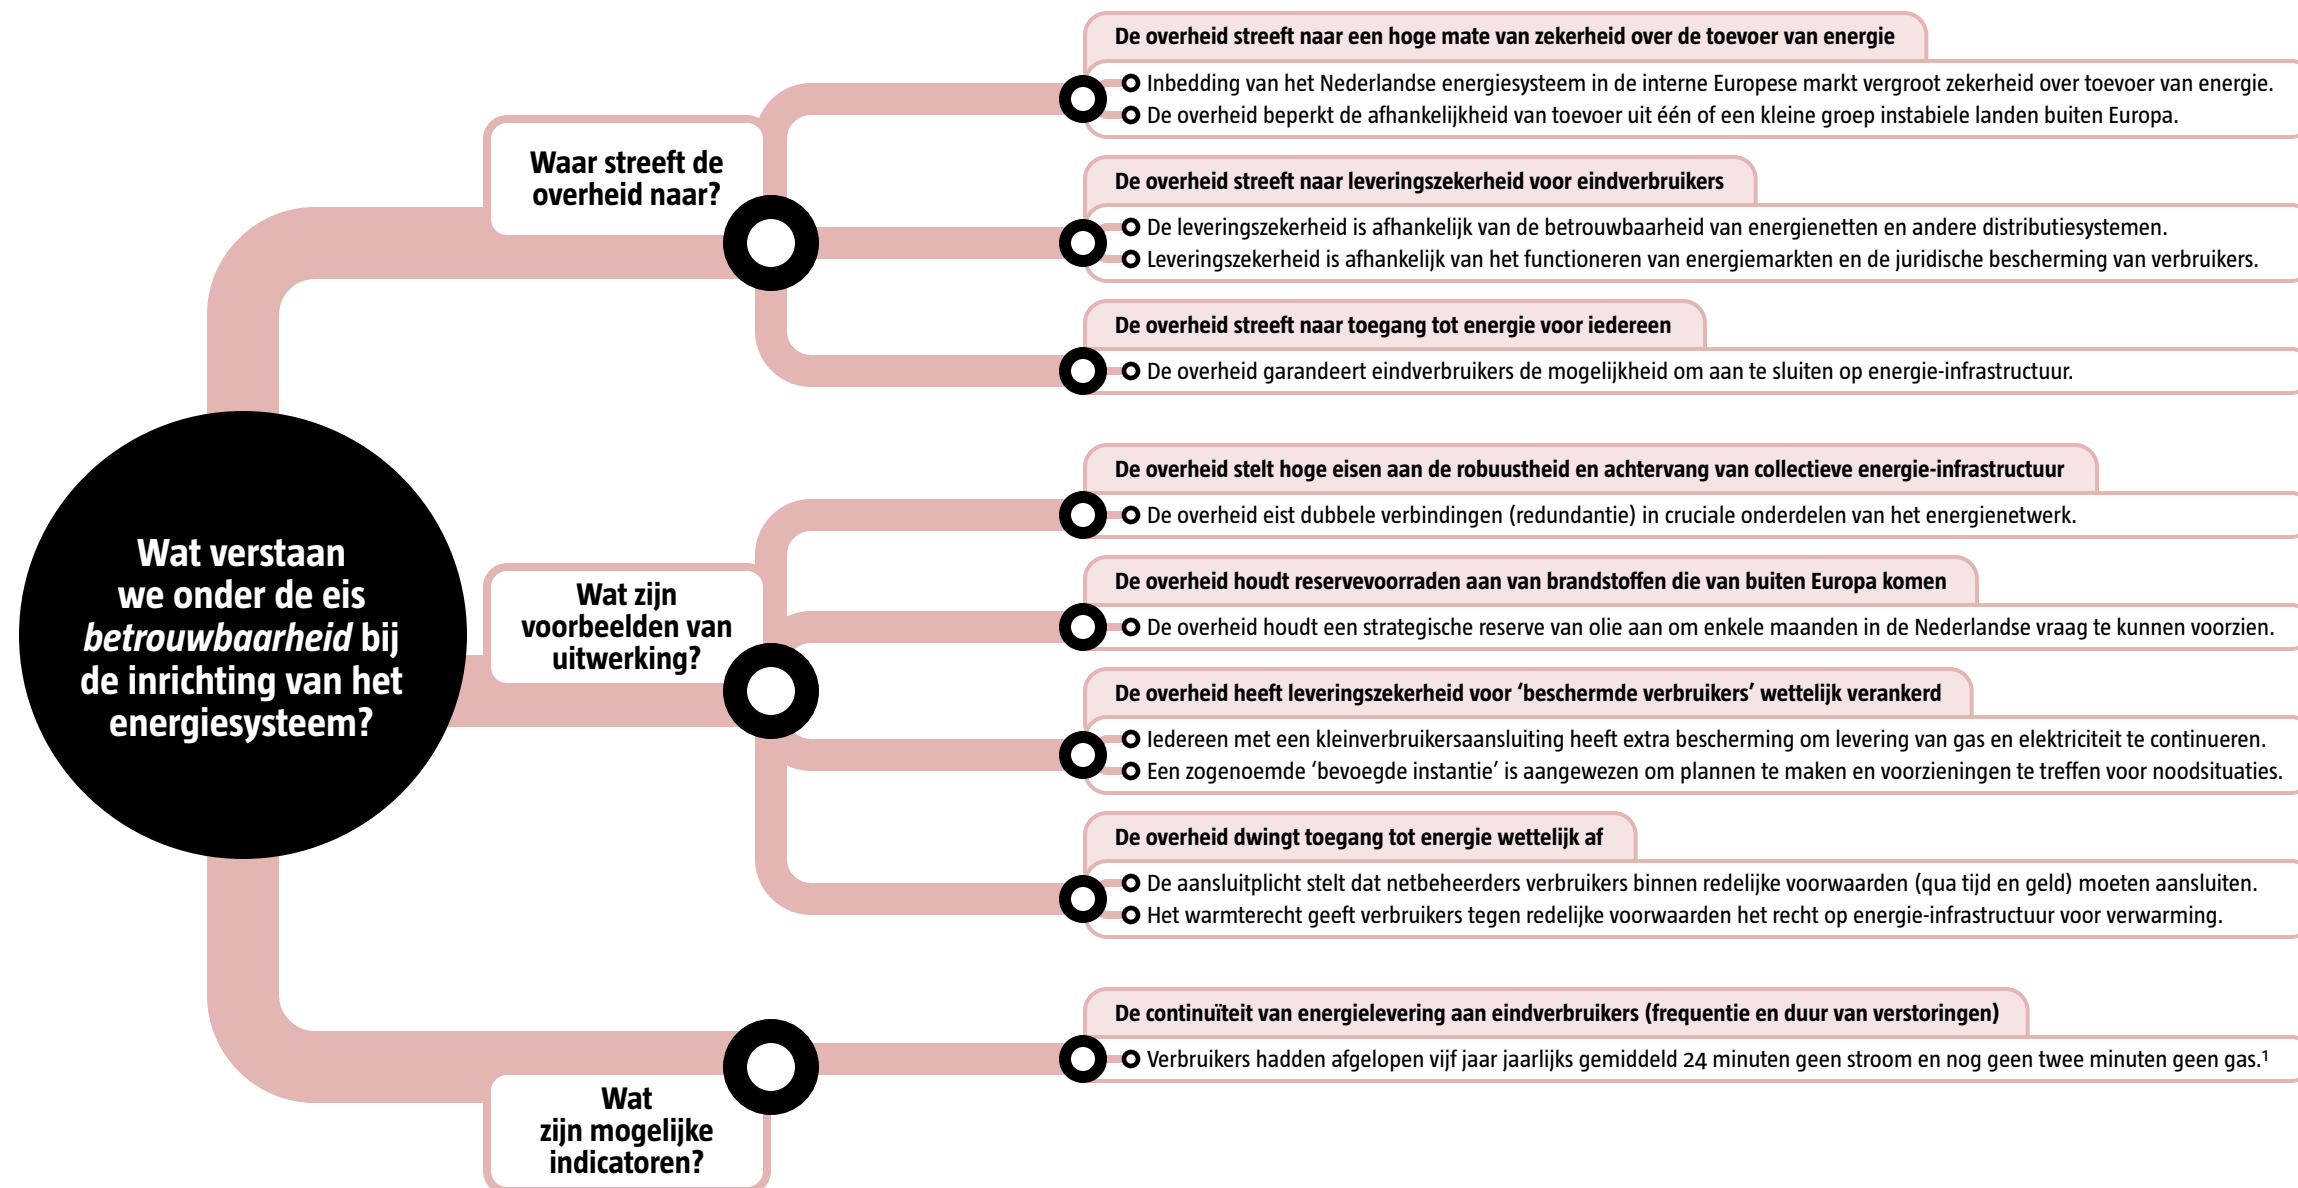 Wat verstaan
we onder de eis
betrouwbaarheid bij
de inrichting van het
energiesysteem?
Waar streeft de
overheid naar?
De overheid streeft naar een hoge mate van zekerheid over de toevoer van energie
Inbedding van het Nederlandse energiesysteem in de interne Europese markt vergroot zekerheid over toevoer van energie.
De overheid beperkt de afhankelijkheid van toevoer uit één of een kleine groep instabiele landen buiten Europa.
De overheid streeft naar leveringszekerheid voor eindverbruikers
De leveringszekerheid is afhankelijk van de betrouwbaarheid van energienetten en andere distributiesystemen.
Leveringszekerheid is afhankelijk van het functioneren van energiemarkten en de juridische bescherming van verbruikers.
De overheid streeft naar toegang tot energie voor iedereen
De overheid garandeert eindverbruikers de mogelijkheid om aan te sluiten op energie-infrastructuur.
Wat zijn
voorbeelden van
uitwerking?
De overheid stelt hoge eisen aan de robuustheid en achtervang van collectieve energie-infrastructuur
De overheid eist dubbele verbindingen (redundantie) in cruciale onderdelen van het energienetwerk.
De overheid houdt reservevoorraden aan van brandstoffen die van buiten Europa komen
De overheid houdt een strategische reserve van olie aan om enkele maanden in de Nederlandse vraag te kunnen voorzien.
De overheid heeft leveringszekerheid voor ‘beschermde verbruikers’ wettelijk verankerd
Iedereen met een kleinverbruikersaansluiting heeft extra bescherming om levering van gas en elektriciteit te continueren.
Een zogenoemde ‘bevoegde instantie’ is aangewezen om plannen te maken en voorzieningen te treffen voor noodsituaties.
De overheid dwingt toegang tot energie wettelijk af
De aansluitplicht stelt dat netbeheerders verbruikers binnen redelijke voorwaarden (qua tijd en geld) moeten aansluiten.
Het warmterecht geeft verbruikers tegen redelijke voorwaarden het recht op energie-infrastructuur voor verwarming.
Wat
zijn mogelijke
indicatoren?
De continuïteit van energielevering aan eindverbruikers (frequentie en duur van verstoringen)
Verbruikers hadden afgelopen vijf jaar jaarlijks gemiddeld 24 minuten geen stroom en nog geen twee minuten geen gas.¹